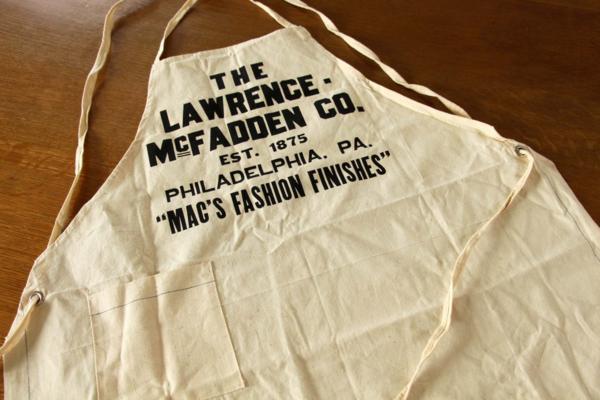 THE
LAWRENCE-
McFADDEN CO.
EST. 1875
PHILADELPHIA, PA.
"MAC'S FASHION FINISHES"